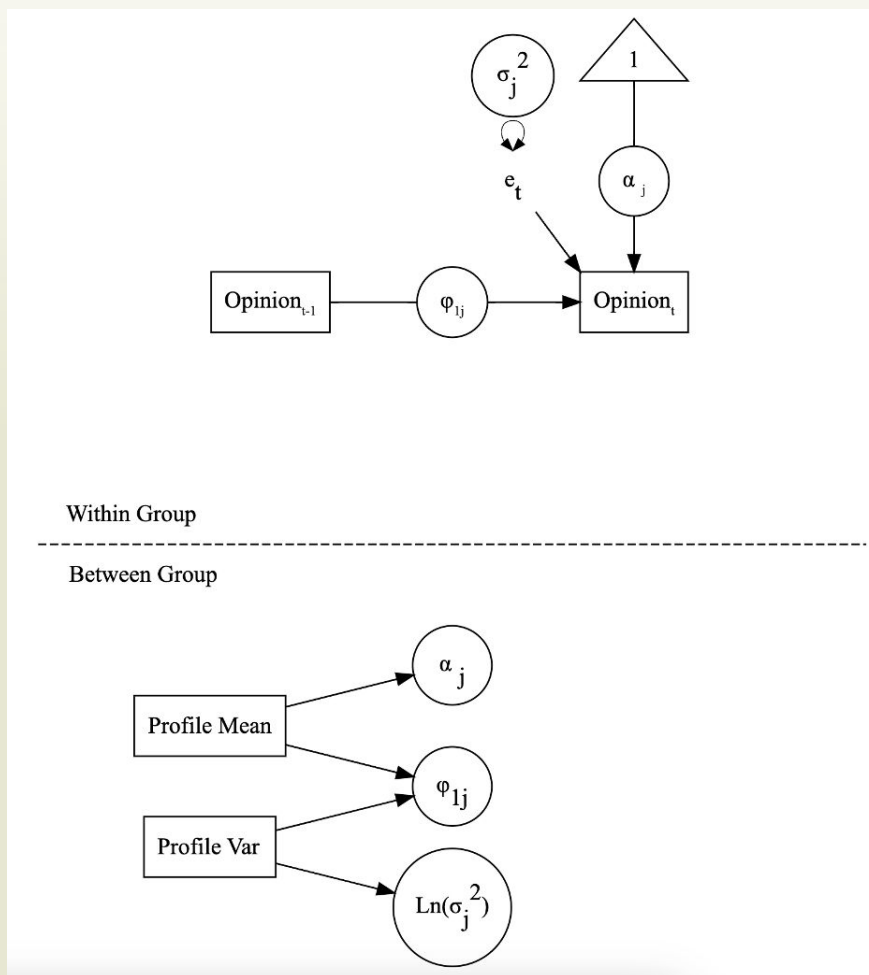 σⱼ²
1
eₜ
αⱼ
Opinionₜ₋₁
φ₁ⱼ
Opinionₜ
Within Group
Between Group
αⱼ
Profile Mean
φ₁ⱼ
Profile Var
Ln(σⱼ²)